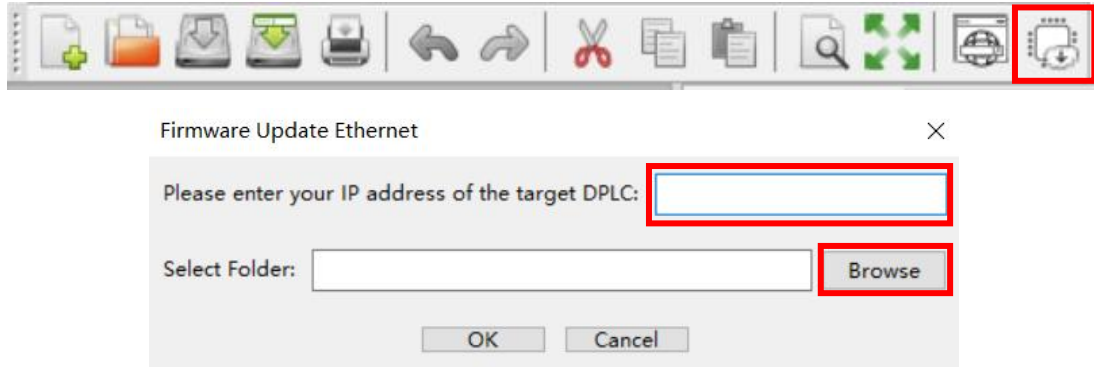 Firmware Update Ethernet
Please enter your IP address of the target DPLC:
Select Folder:
Browse
OK
Cancel